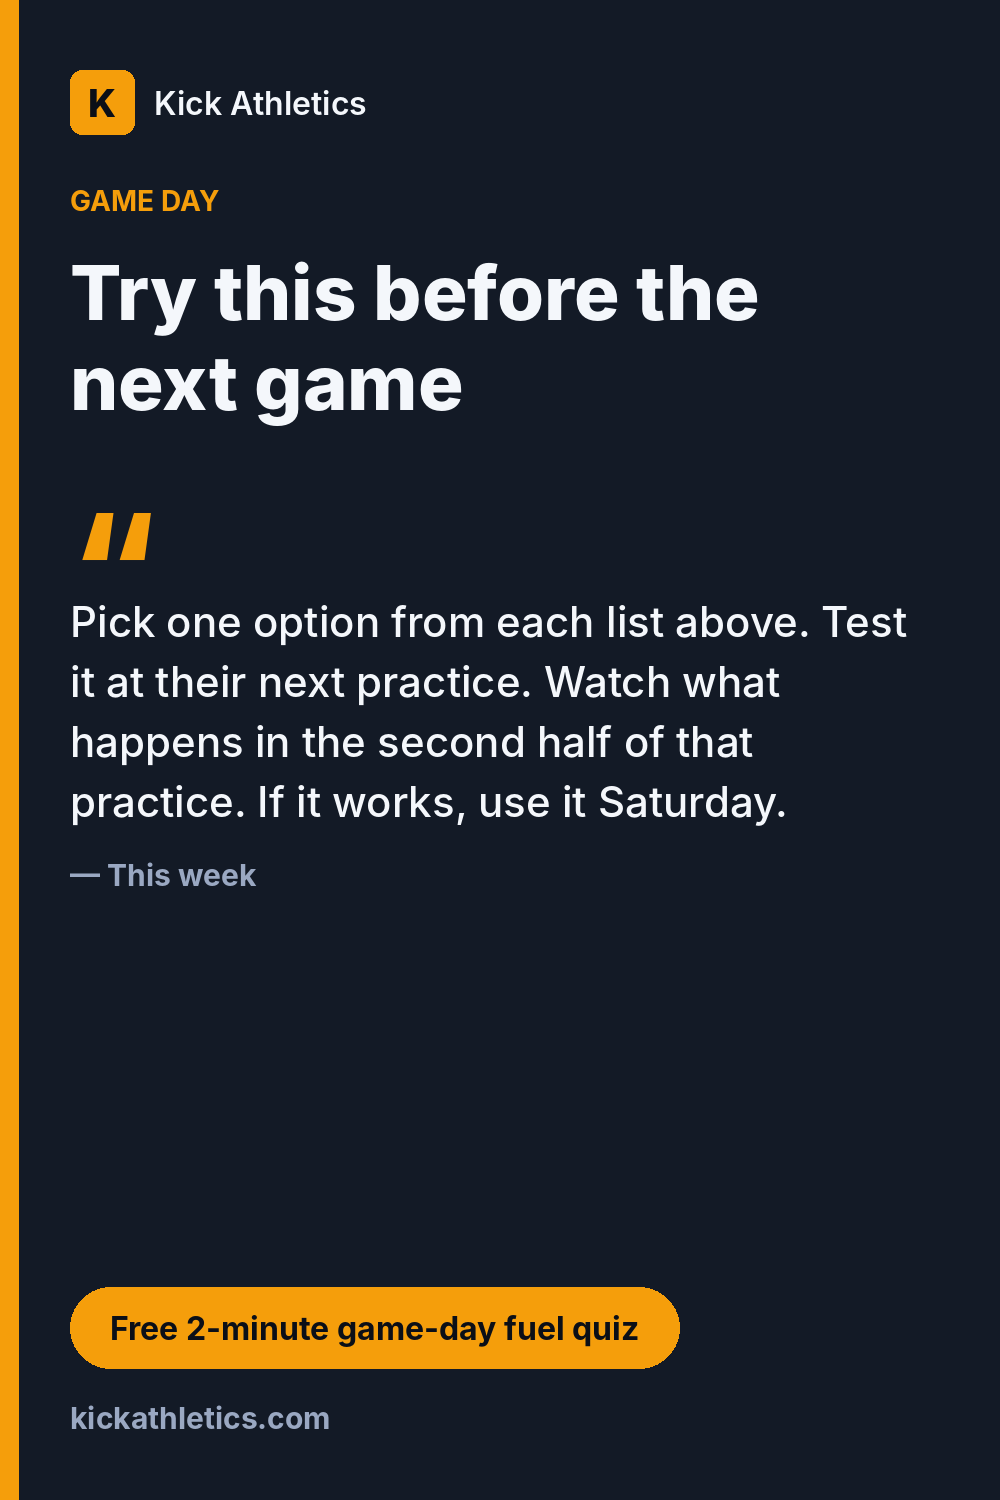 K
Kick Athletics
GAME DAY
Try this before the
next game
“
Pick one option from each list above. Test
it at their next practice. Watch what
happens in the second half of that
practice. If it works, use it Saturday.
— This week
Free 2-minute game-day fuel quiz
kickathletics.com